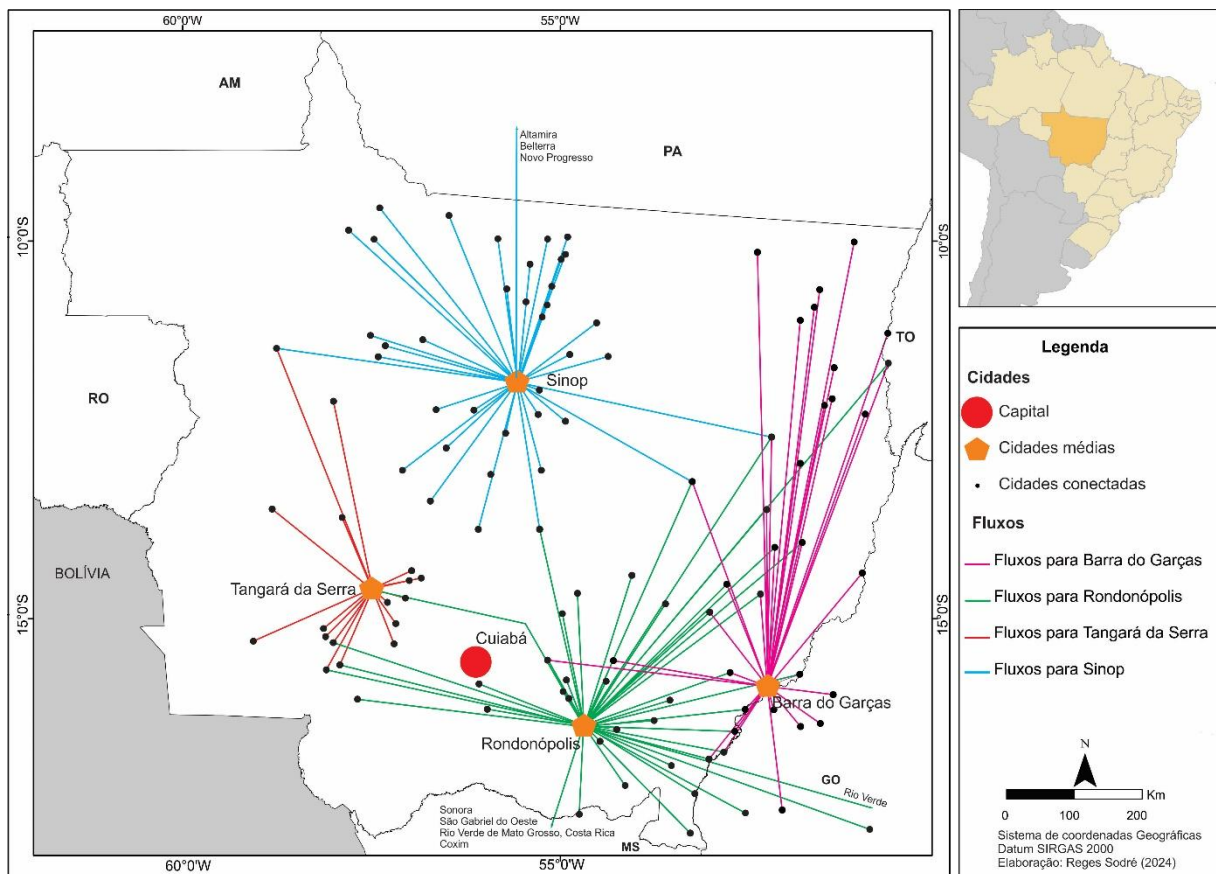 60°0'W
55°0'W
AM
Altamira
Belterra
Novo Progresso
PA
10°0'S
10°0'S
TO
Sinop
RO
BOLÍVIA
Tangará da Serra
15°0'S
15°0'S
Cuiabá
Barra do Garças
Rondonópolis
GO
Rio Verde
Sonora
São Gabriel do Oeste
Rio Verde de Mato Grosso, Costa Rica
Coxim
MS
60°0'W
55°0'W
Legenda
Cidades
Capital
Cidades médias
Cidades conectadas
Fluxos
Fluxos para Barra do Garças
Fluxos para Rondonópolis
Fluxos para Tangará da Serra
Fluxos para Sinop
N
Km
0 100 200
Sistema de coordenadas Geográficas
Datum SIRGAS 2000
Elaboração: Reges Sodré (2024)